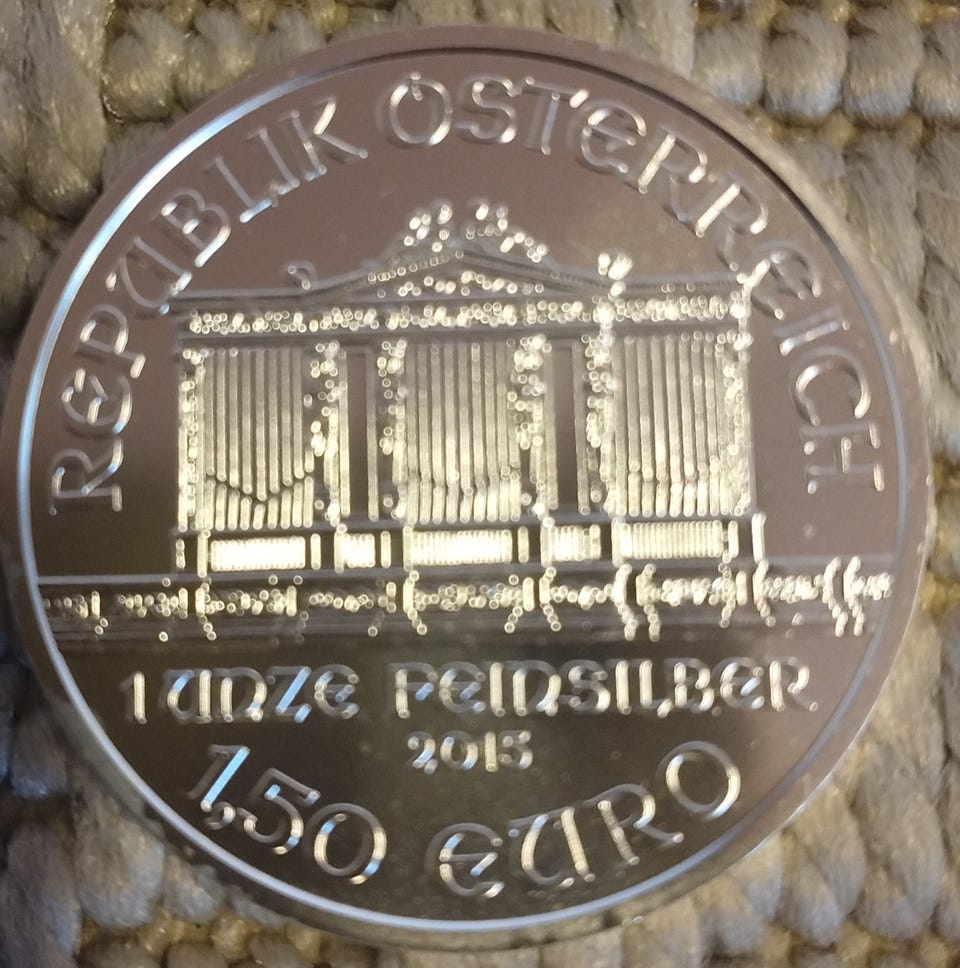 REPUBLIK ÖSTERREICH
1 UNZE FEINSILBER
2015
1,50 EURO